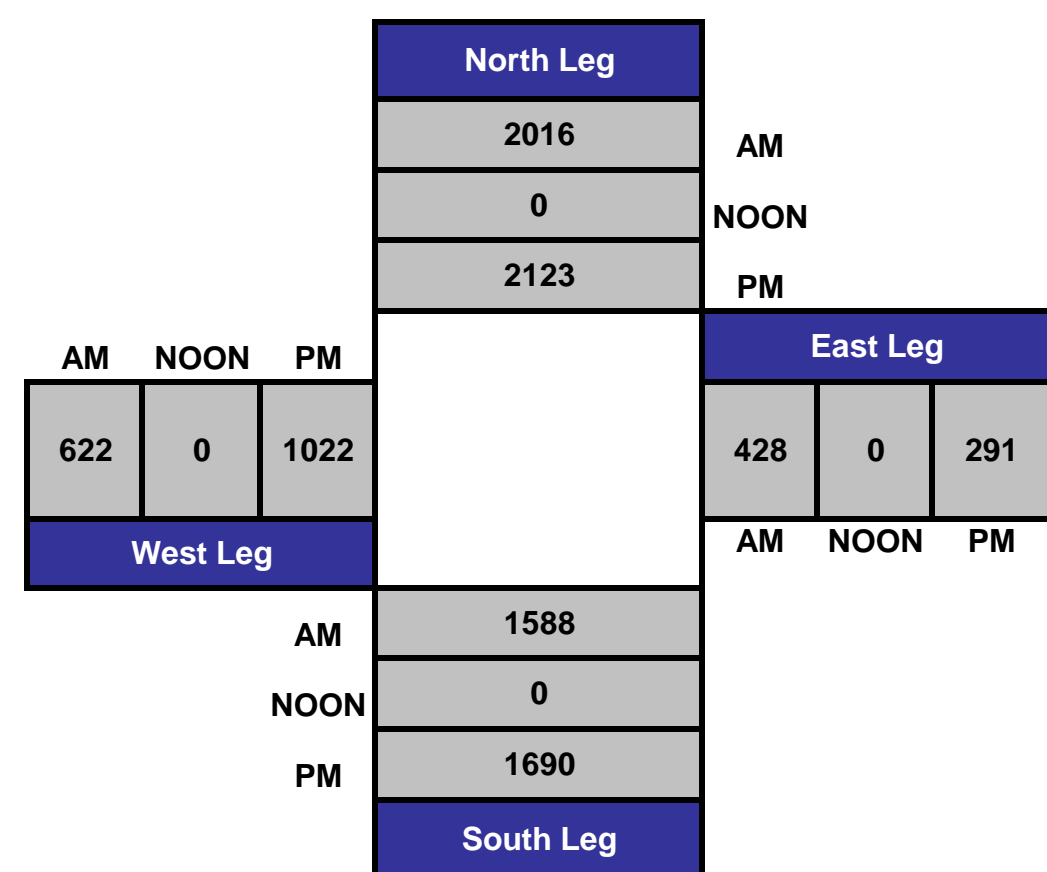 North Leg
2016 AM
0 NOON
2123 PM
East Leg
AM NOON PM
622 0 1022
428 0 291
West Leg
AM NOON PM
AM 1588
NOON 0
PM 1690
South Leg